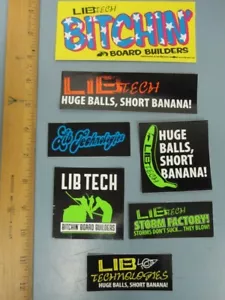 LIB TECH
BITCHIN'
BOARD BUILDERS
LIB TECH
HUGE BALLS, SHORT BANANA!
Lib Technologies
HUGE
BALLS,
SHORT
BANANA!
LIB TECH
BITCHIN' BOARD BUILDERS
LIB TECH
STORM FACTORY!
STORMS DON'T SUCK... THEY BLOW!
LIB
TECHNOLOGIES
HUGE BALLS, SHORT BANANA!